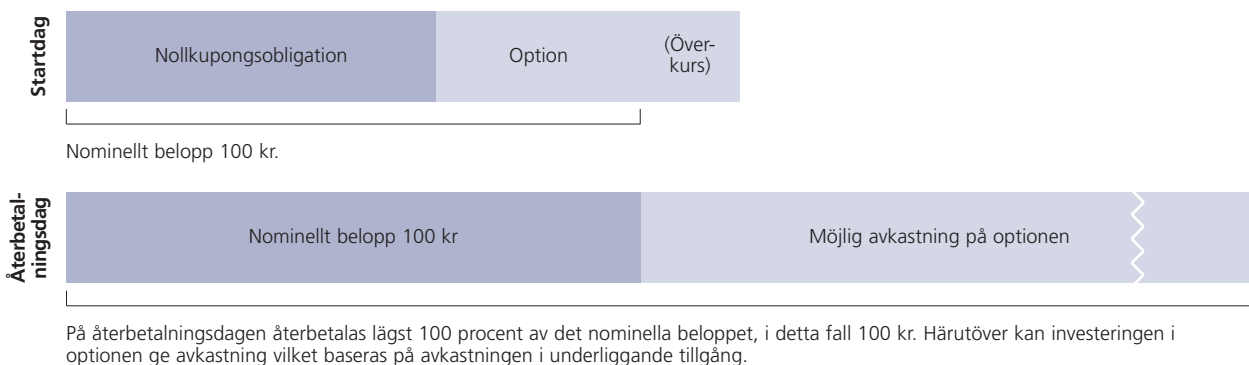 Startdag
Nollkupongsobligation
Option
(Över-
kurs)
Nominellt belopp 100 kr.
Återbetal-
ningsdag
Nominellt belopp 100 kr
Möjlig avkastning på optionen
På återbetalningsdagen återbetalas lägst 100 procent av det nominella beloppet, i detta fall 100 kr. Härutöver kan investeringen i
optionen ge avkastning vilket baseras på avkastningen i underliggande tillgång.